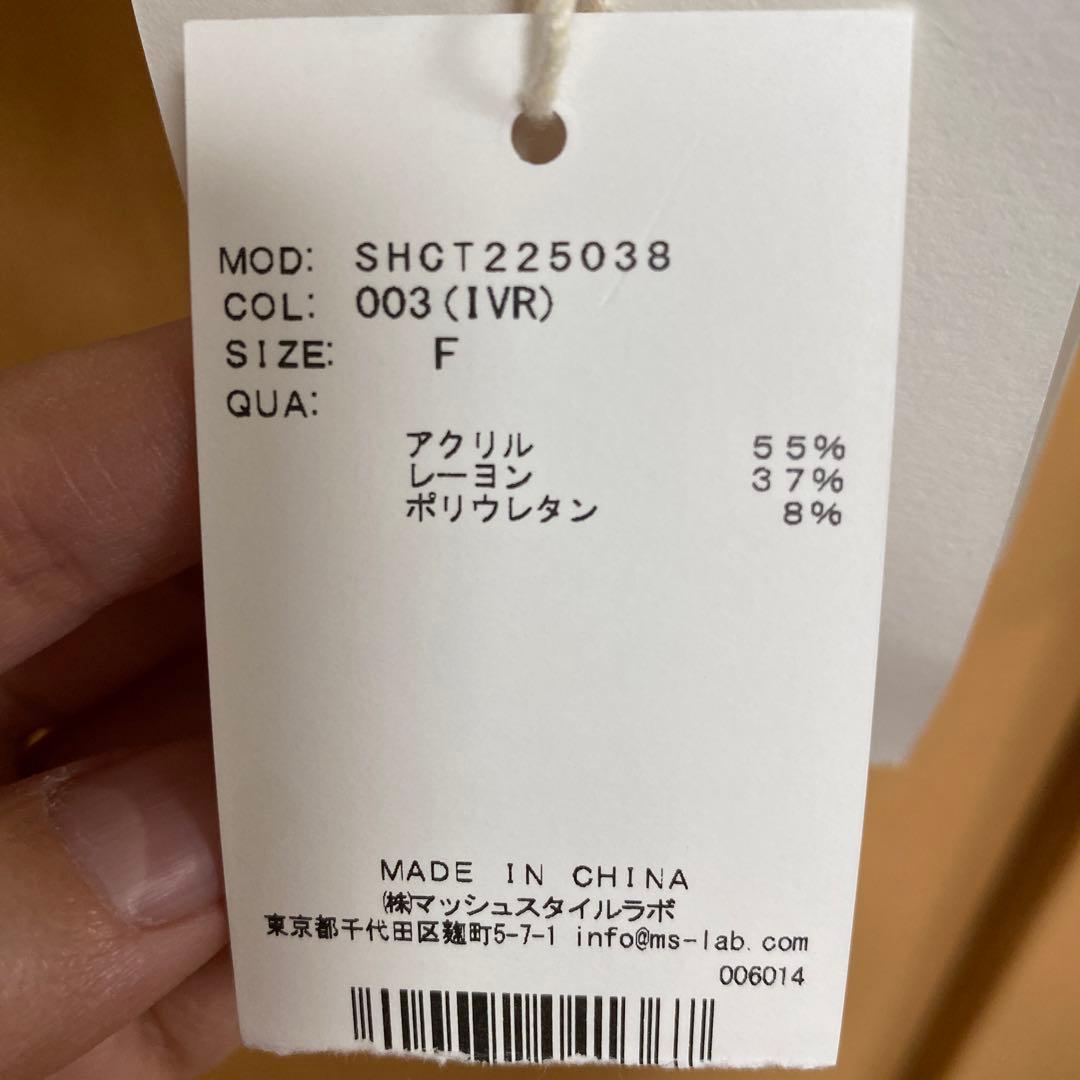 MOD: SHCT225038
COL: 003(IVR)
SIZE: F
QUA:
アクリル 55%
レーヨン 37%
ポリウレタン 8%
MADE IN CHINA
㈱マッシュスタイルラボ
東京都千代田区麹町5-7-1 info@ms-lab.com
006014